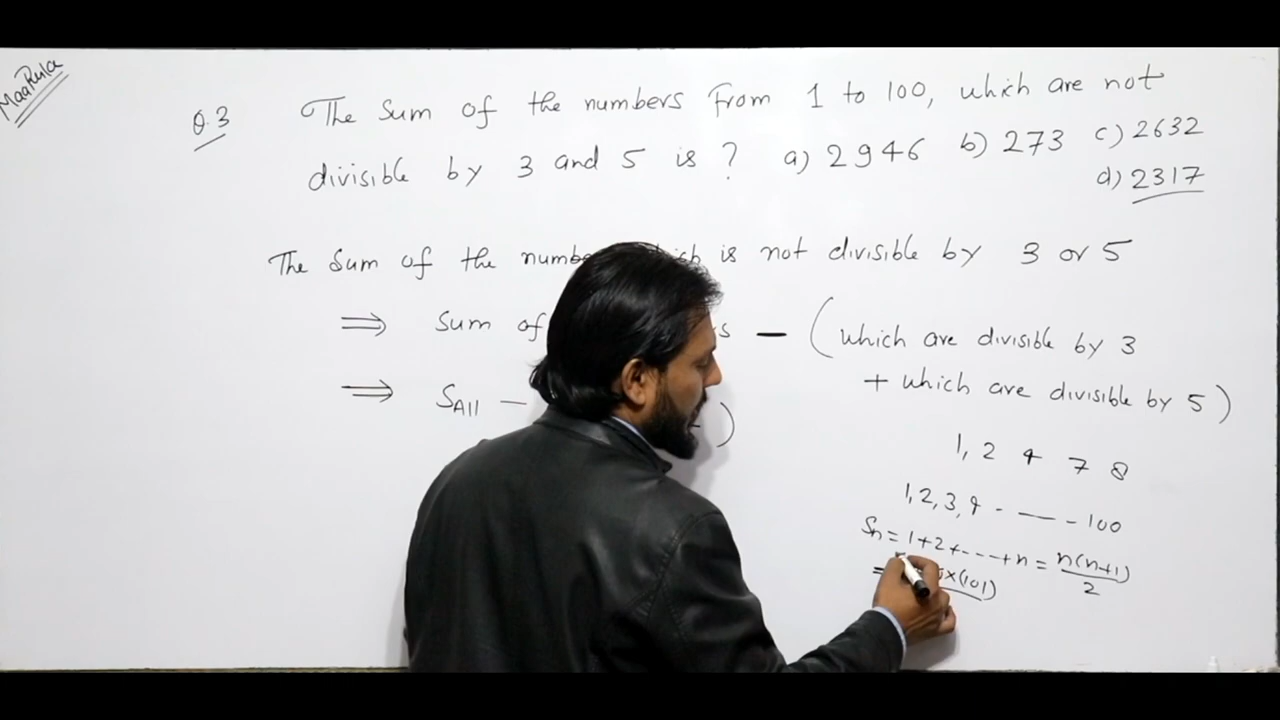 MaaRula
Q.3 The Sum of the numbers From 1 to 100, which are not
divisible by 3 and 5 is ? a) 2946 b) 273 c) 2632
d) 2317
The Sum of the is not divisible by 3 or 5
⇒ Sum of − (which are divisible by 3
+ which are divisible by 5)
⇒ SAll − )
1, 2 4 7 8
1, 2, 3, 4 - — - 100
Sn = 1+2+---+n = n(n+1)/2
= x(101)